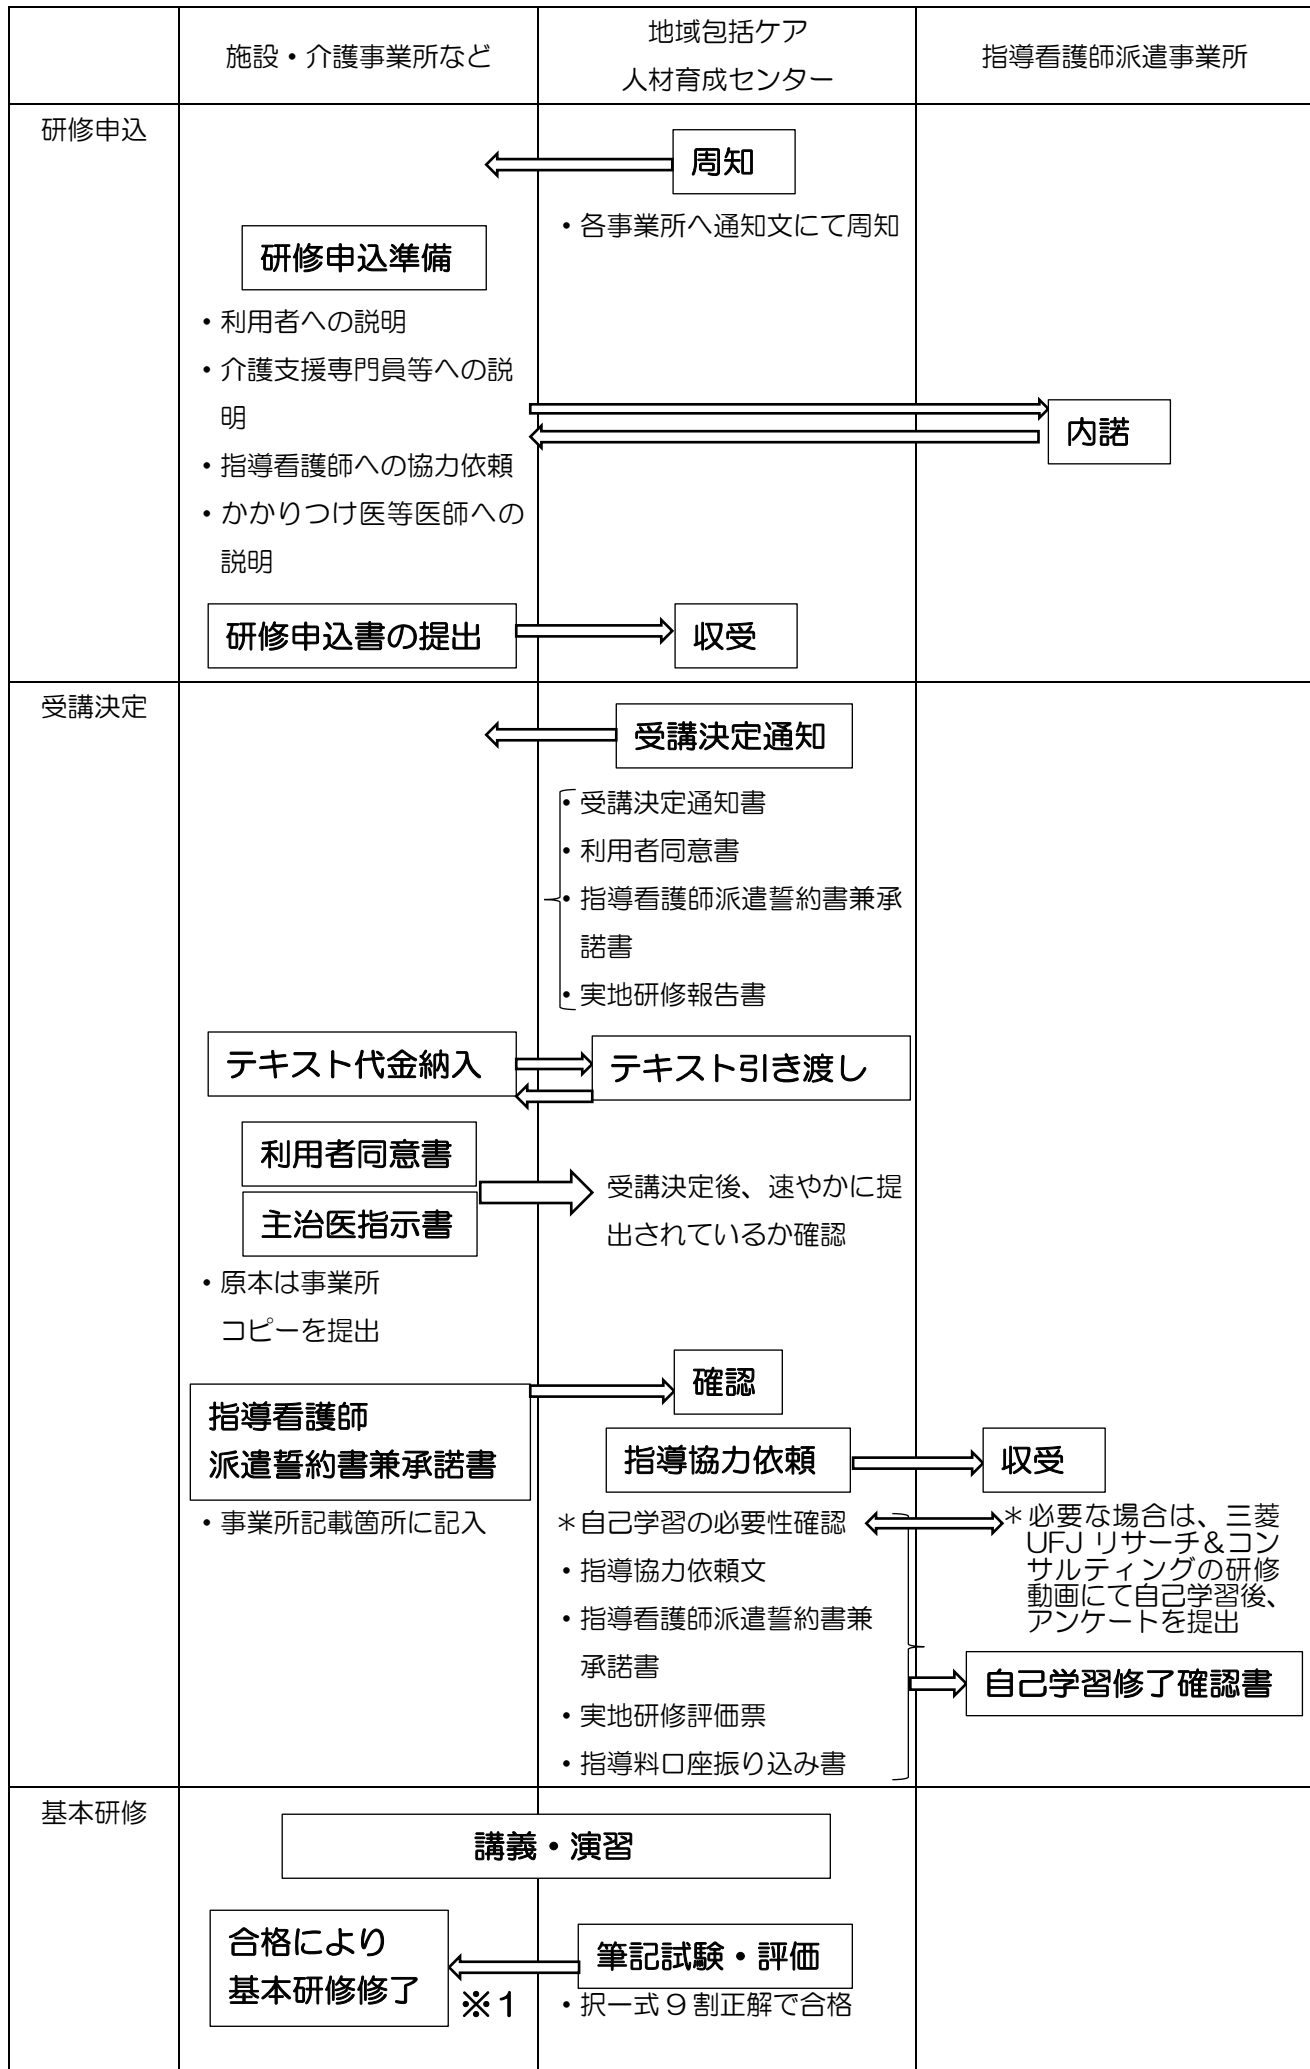 施設・介護事業所など
地域包括ケア
人材育成センター
指導看護師派遣事業所
研修申込
周知
・各事業所へ通知文にて周知
研修申込準備
・利用者への説明
・介護支援専門員等への説
明
・指導看護師への協力依頼
・かかりつけ医等医師への
説明
内諾
研修申込書の提出
収受
受講決定
受講決定通知
・受講決定通知書
・利用者同意書
・指導看護師派遣誓約書兼承
諾書
・実地研修報告書
テキスト代金納入
テキスト引き渡し
利用者同意書
主治医指示書
受講決定後、速やかに提
出されているか確認
・原本は事業所
コピーを提出
確認
指導看護師
派遣誓約書兼承諾書
・事業所記載箇所に記入
指導協力依頼
収受
＊自己学習の必要性確認
・指導協力依頼文
・指導看護師派遣誓約書兼
承諾書
・実地研修評価票
・指導料口座振り込み書
＊必要な場合は、三菱
UFJ リサーチ＆コン
サルティングの研修
動画にて自己学習後、
アンケートを提出
自己学習修了確認書
基本研修
講義・演習
合格により
基本研修修了
※1
筆記試験・評価
・択一式９割正解で合格